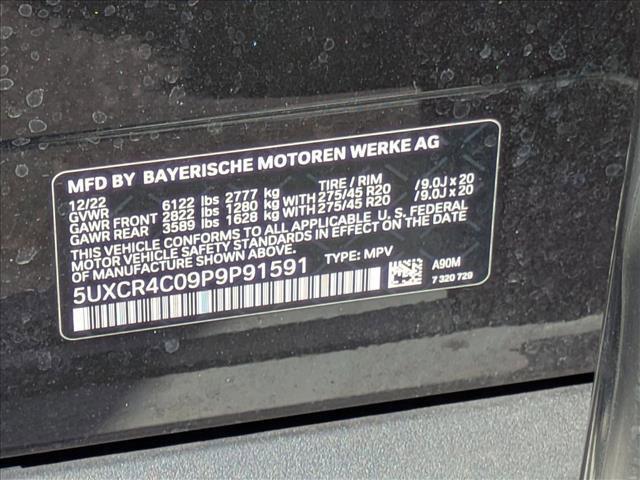 MFD BY BAYERISCHE MOTOREN WERKE AG
12/22 TIRE / RIM
GVWR 6122 lbs 2777 kg
GAWR FRONT 2822 lbs 1280 kg WITH 275/45 R20 /9.0J x 20
GAWR REAR 3589 lbs 1628 kg WITH 275/45 R20 /9.0J x 20
THIS VEHICLE CONFORMS TO ALL APPLICABLE U. S. FEDERAL
MOTOR VEHICLE SAFETY STANDARDS IN EFFECT ON THE DATE
OF MANUFACTURE SHOWN ABOVE.
5UXCR4C09P9P91591 TYPE: MPV
A90M
7 320 729